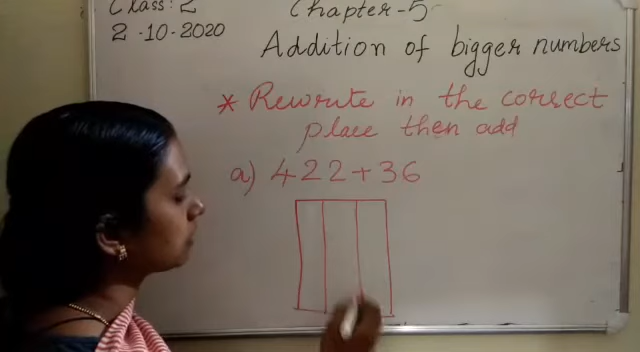 Class: 2
Chapter-5
2-10-2020
Addition of bigger numbers
* Rewrite in the correct
place then add
a) 422+36